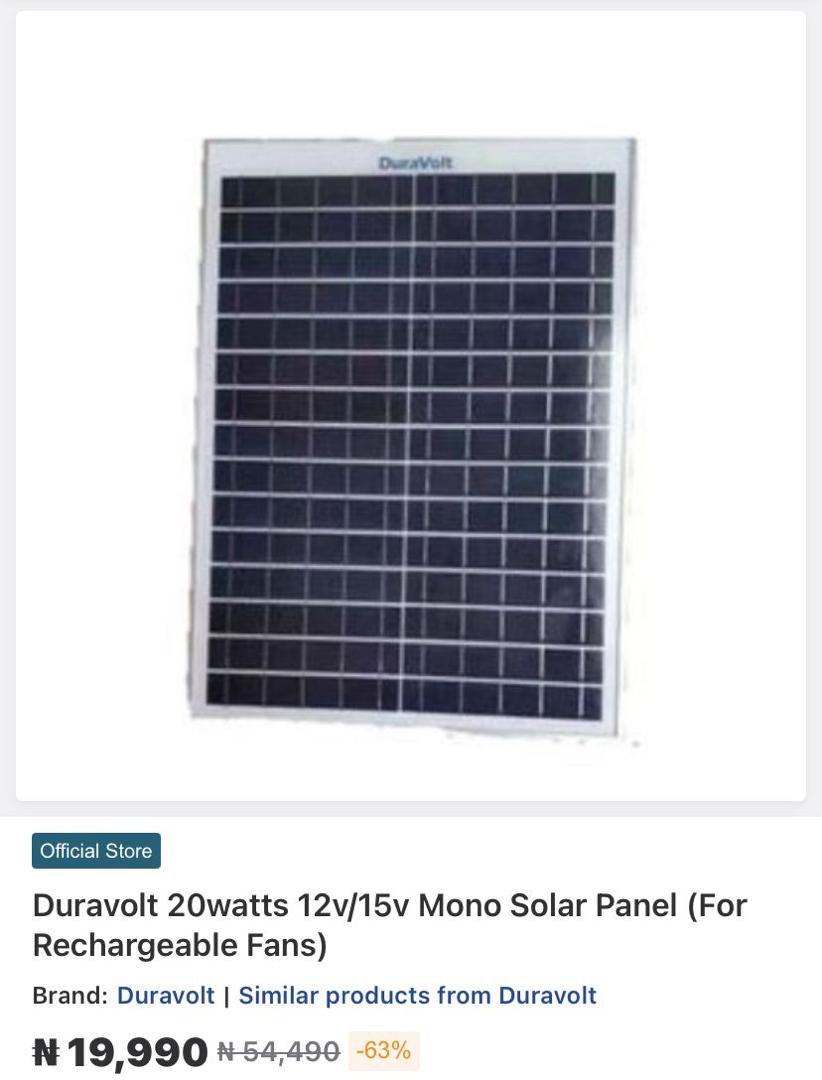 DuraVolt
Official Store
Duravolt 20watts 12v/15v Mono Solar Panel (For
Rechargeable Fans)
Brand: Duravolt | Similar products from Duravolt
₦ 19,990 ₦ 54,490 -63%